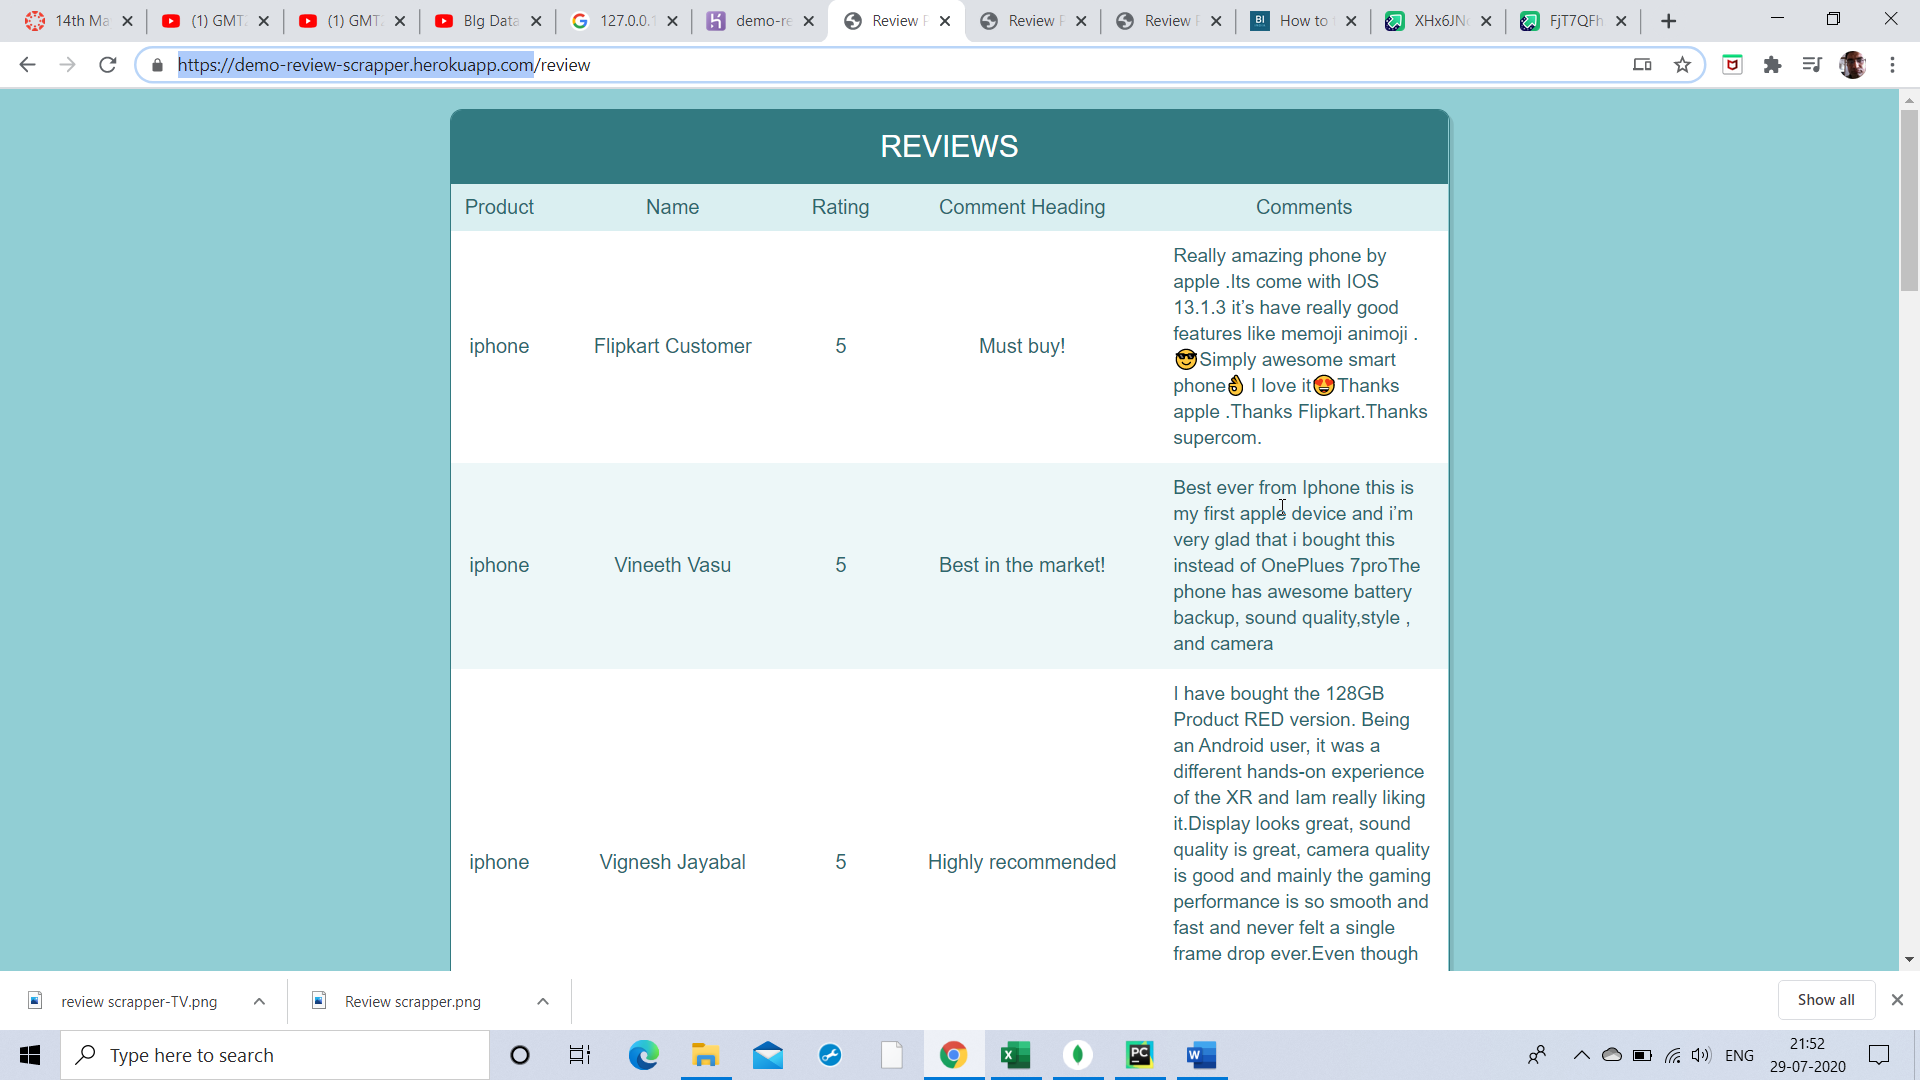 14th Ma
(1) GMT
(1) GMT
BIg Data
127.0.0.1
demo-re
Review
Review
Review
How to
XHx6JN
FjT7QFh
https://demo-review-scrapper.herokuapp.com/review
REVIEWS
Product Name Rating Comment Heading Comments
Really amazing phone by
apple .Its come with IOS
13.1.3 it’s have really good
features like memoji animoji .
iphone Flipkart Customer 5 Must buy!
😎Simply awesome smart
phone👌 I love it😍Thanks
apple .Thanks Flipkart.Thanks
supercom.
Best ever from Iphone this is
my first apple device and i’m
very glad that i bought this
iphone Vineeth Vasu 5 Best in the market!
instead of OnePlues 7proThe
phone has awesome battery
backup, sound quality,style ,
and camera
I have bought the 128GB
Product RED version. Being
an Android user, it was a
different hands-on experience
of the XR and Iam really liking
it.Display looks great, sound
quality is great, camera quality
iphone Vignesh Jayabal 5 Highly recommended
is good and mainly the gaming
performance is so smooth and
fast and never felt a single
frame drop ever.Even though
review scrapper-TV.png
Review scrapper.png
Show all
Type here to search
ENG
21:52
29-07-2020